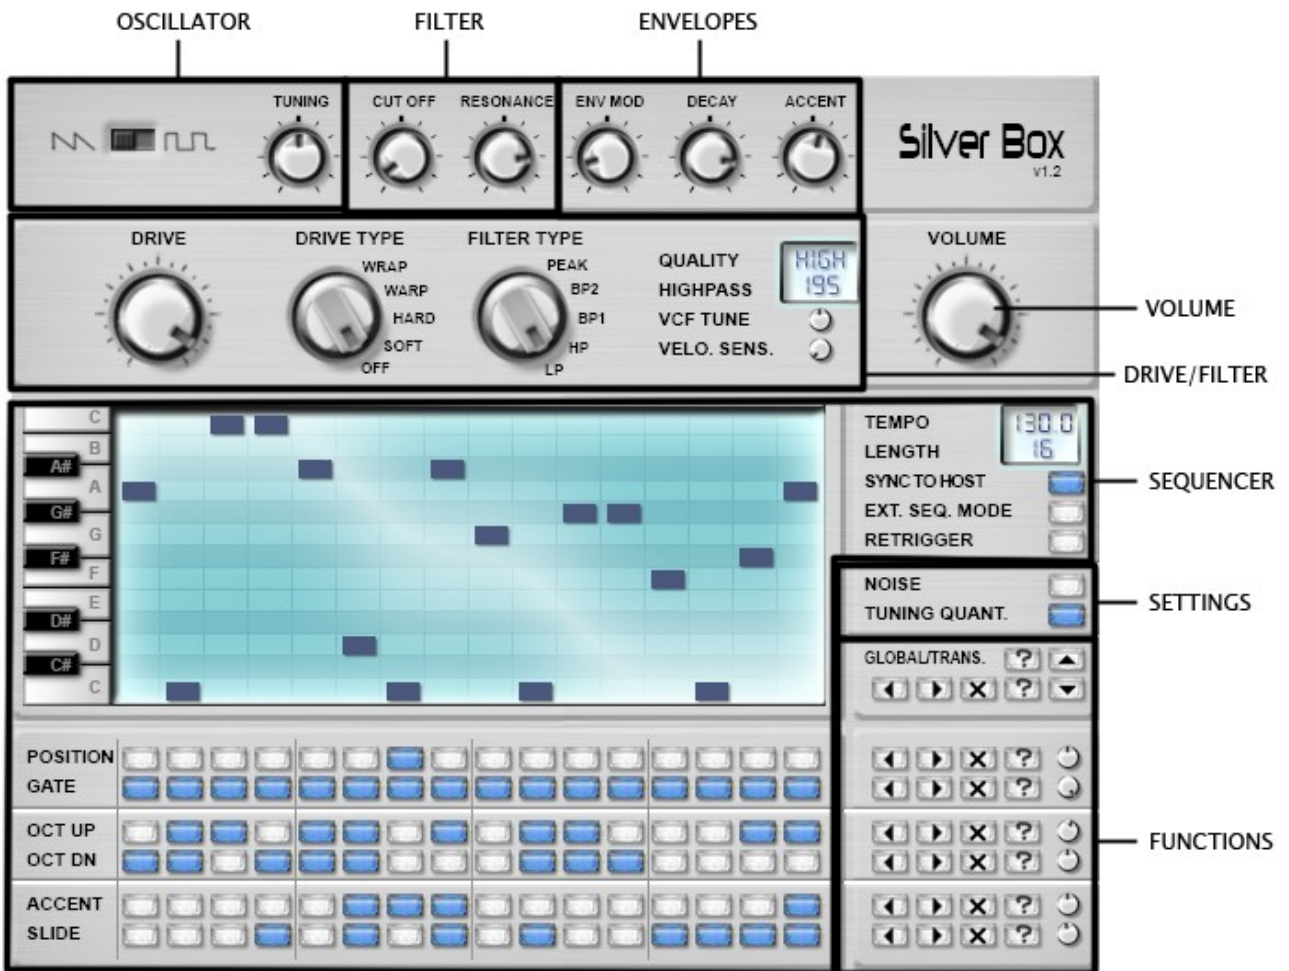 OSCILLATOR FILTER ENVELOPES
TUNING CUT OFF RESONANCE ENV MOD DECAY ACCENT
Silver Box
v1.2
DRIVE DRIVE TYPE FILTER TYPE VOLUME
WRAP PEAK
WARP BP2
HARD BP1
SOFT HP
OFF LP
QUALITY HIGH
HIGHPASS 195
VCF TUNE
VELO. SENS.
VOLUME
DRIVE/FILTER
C
B
A#
A
G#
G
F#
F
E
D#
D
C#
C
TEMPO 130.0
LENGTH 16
SYNC TO HOST
EXT. SEQ. MODE
RETRIGGER
SEQUENCER
NOISE
TUNING QUANT.
SETTINGS
GLOBAL/TRANS. ?
X ?
POSITION X ?
GATE X ?
OCT UP X ?
OCT DN X ?
FUNCTIONS
ACCENT X ?
SLIDE X ?